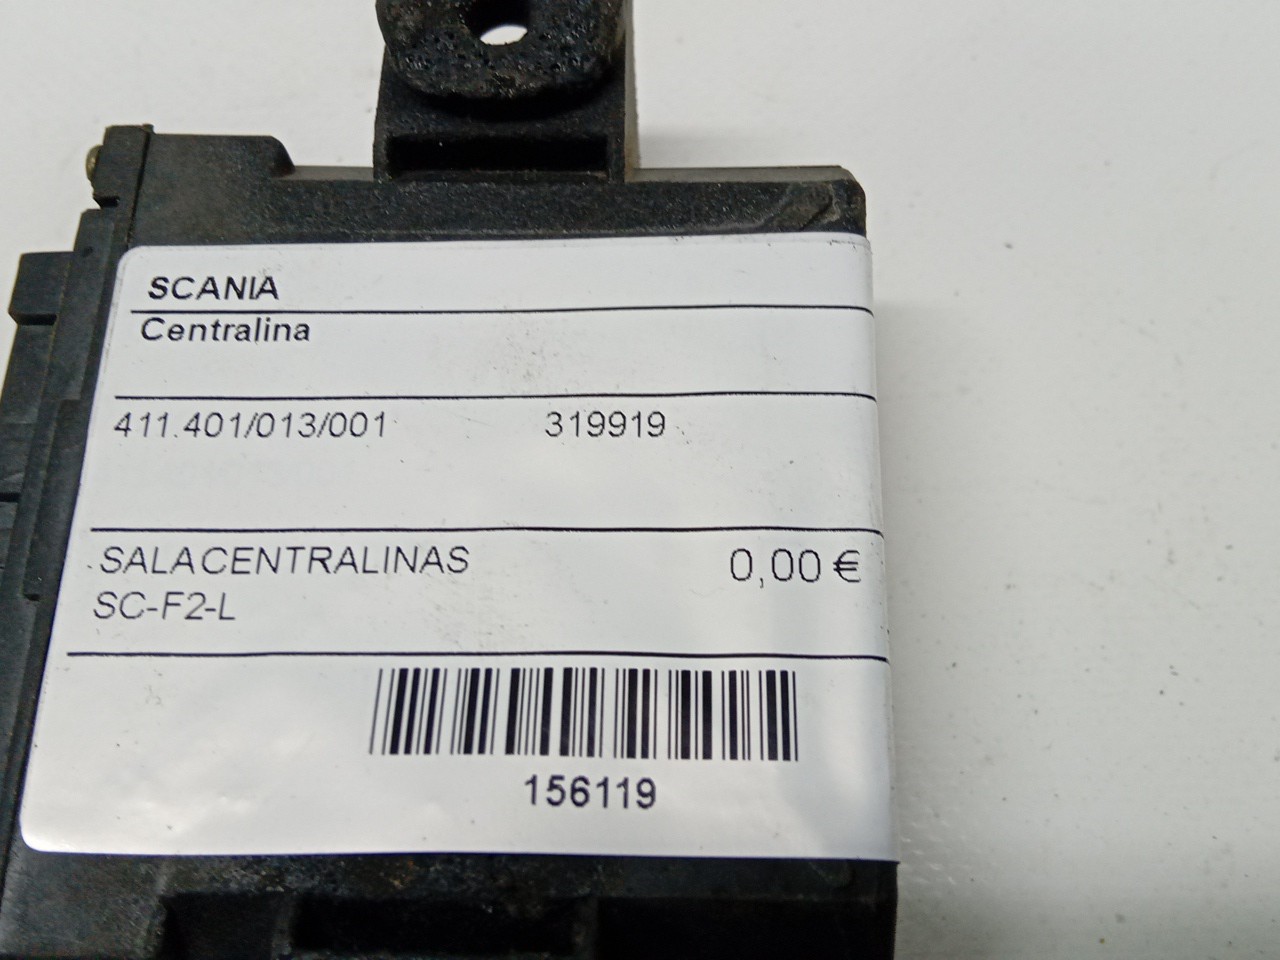 SCANIA
Centralina
411.401/013/001 319919
SALACENTRALINAS 0,00 €
SC-F2-L
156119